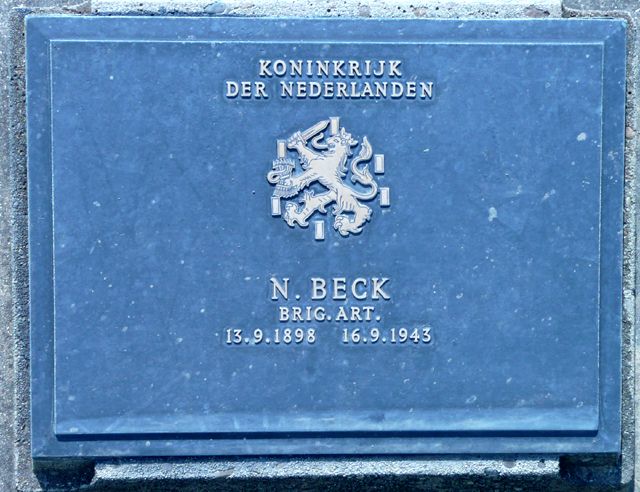 KONINKRIJK
DER NEDERLANDEN
N. BECK
BRIG. ART.
13.9.1898 16.9.1943